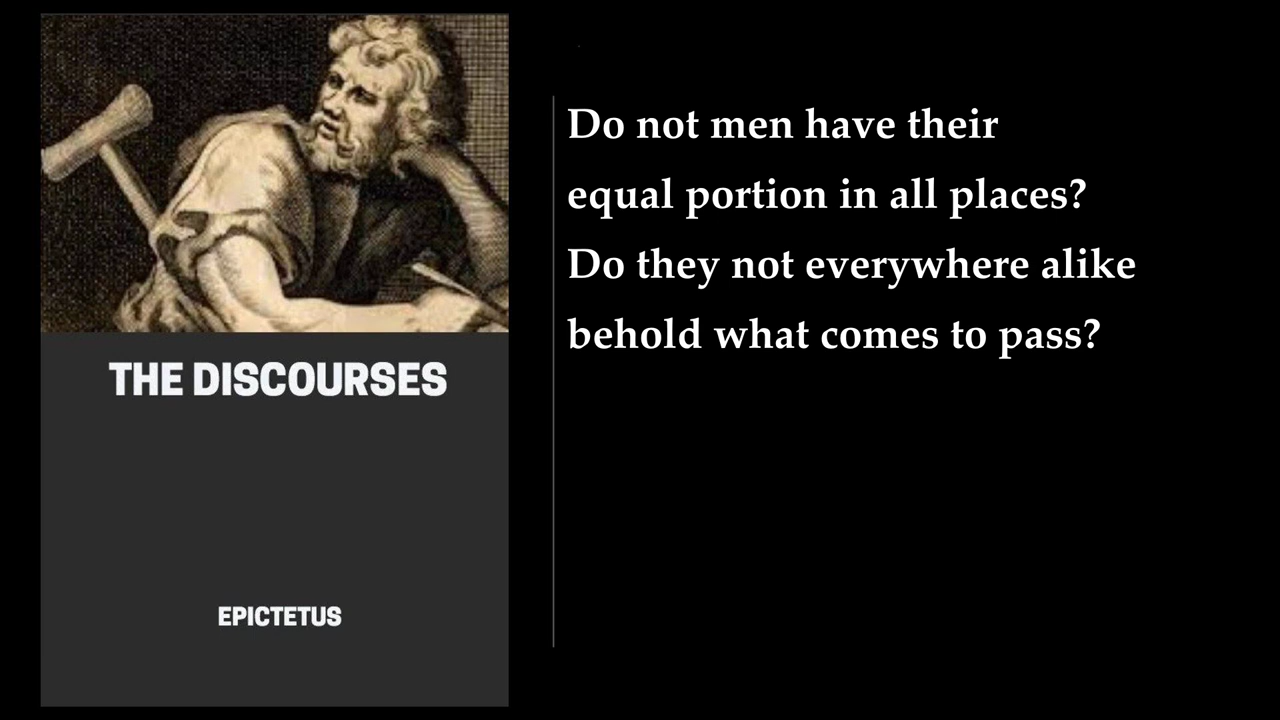 THE DISCOURSES
EPICTETUS
Do not men have their
equal portion in all places?
Do they not everywhere alike
behold what comes to pass?